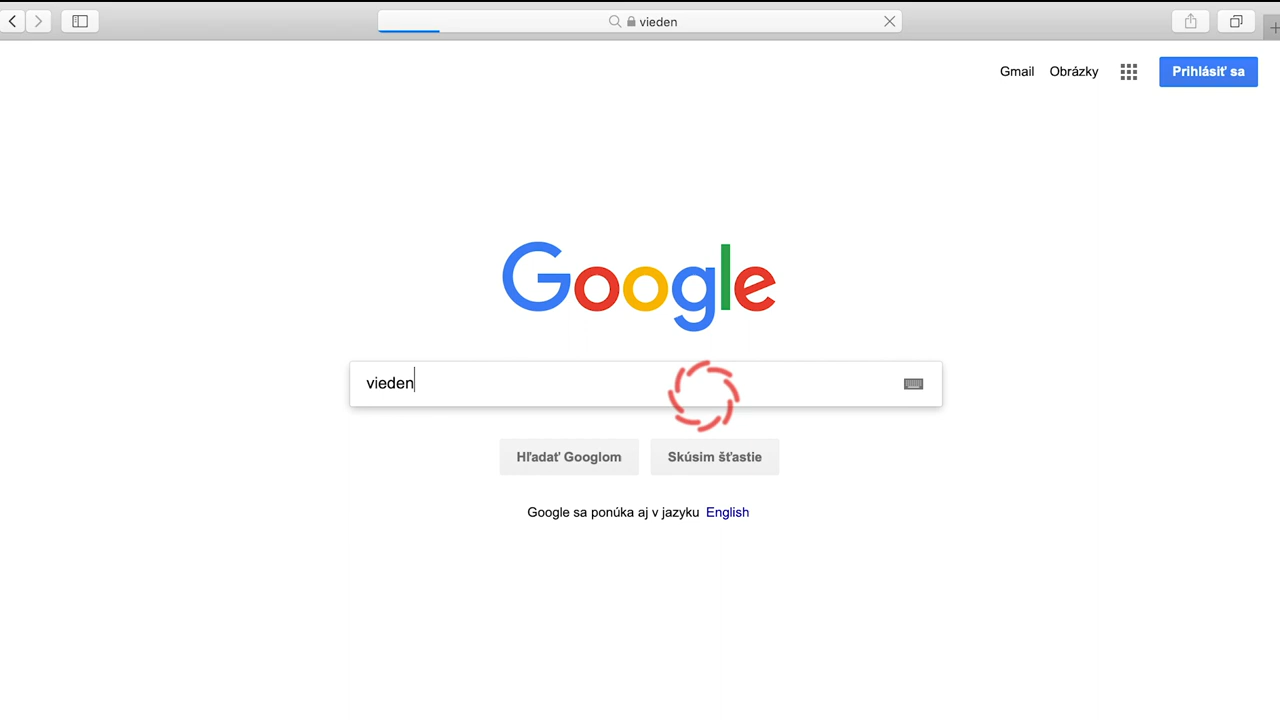 vieden
Gmail Obrázky Prihlásiť sa
Google
vieden
Hľadať Googlom Skúsim šťastie
Google sa ponúka aj v jazyku English